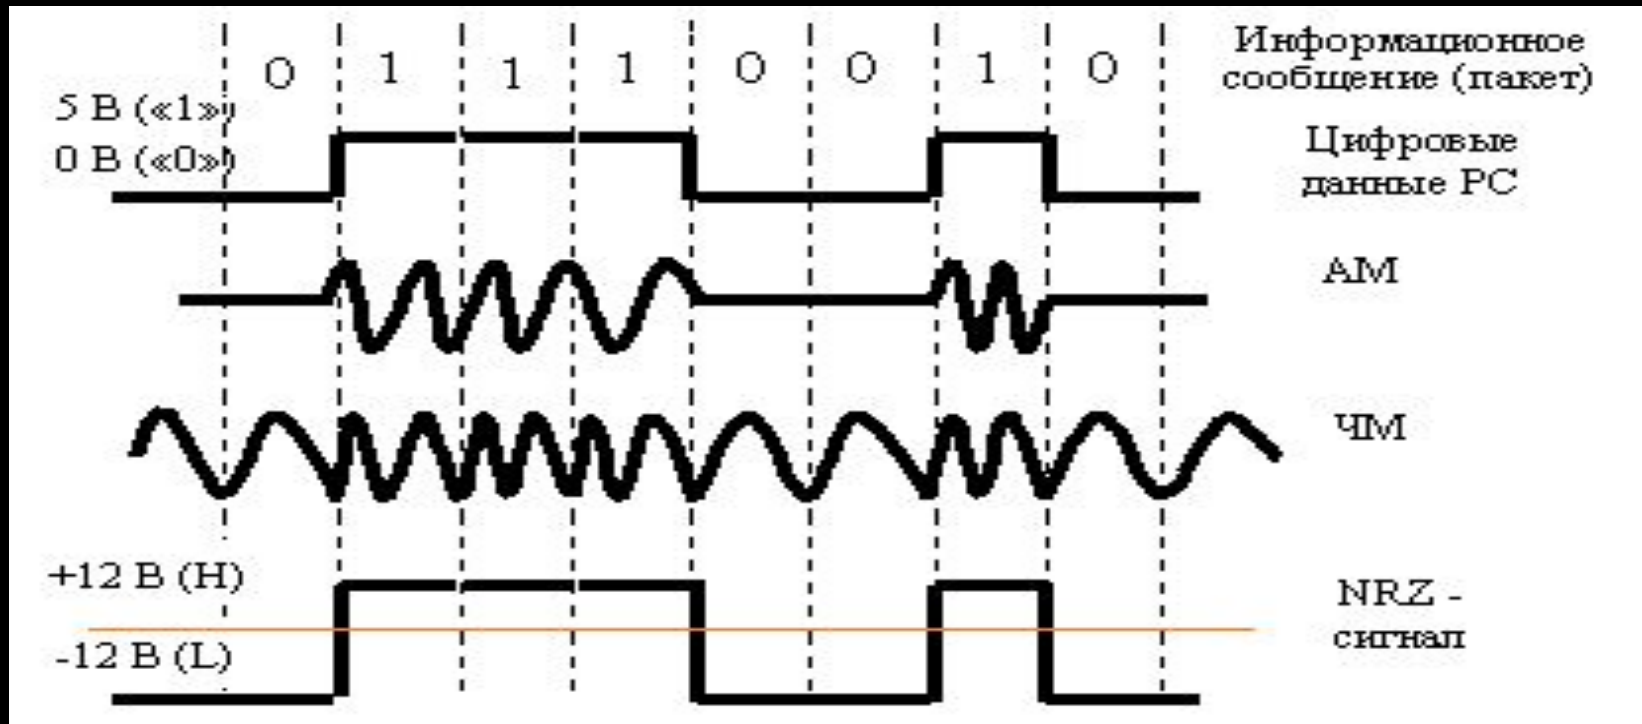 0 1 1 1 0 0 1 0
Информационное
сообщение (пакет)
5 В («1»)
0 В («0»)
Цифровые
данные РС
АМ
ЧМ
+12 В (H)
-12 В (L)
NRZ -
сигнал